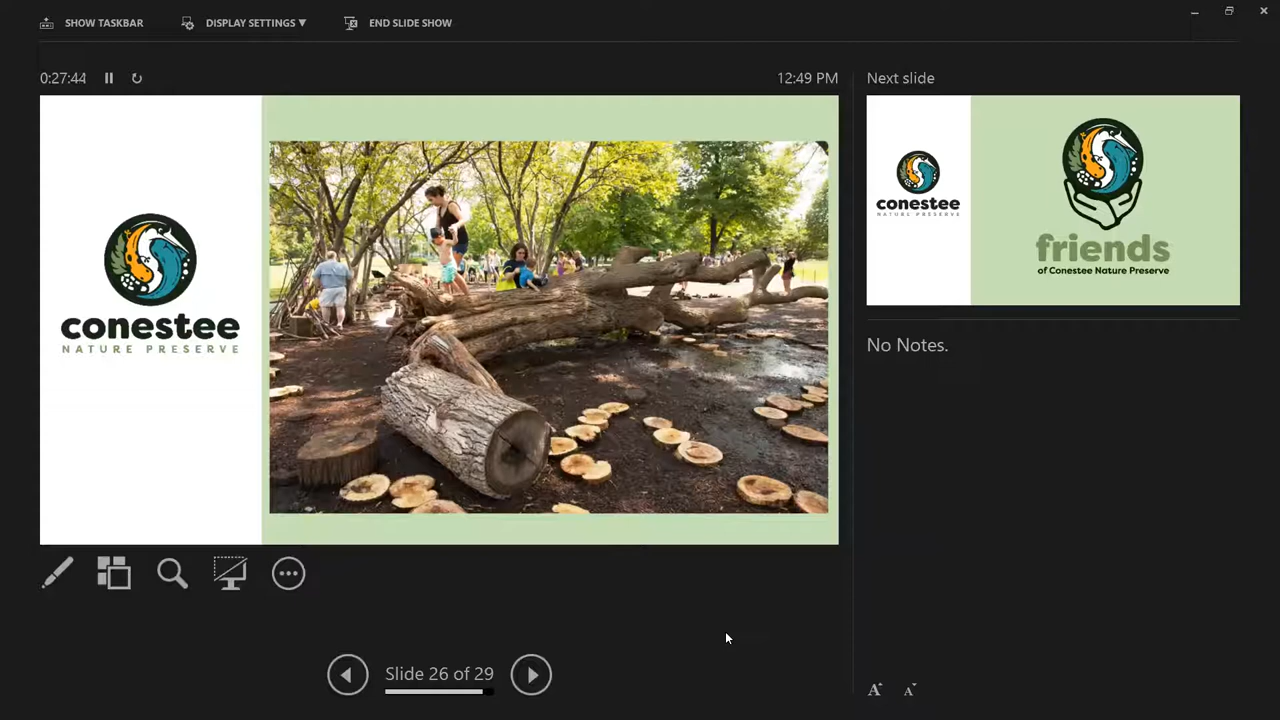 SHOW TASKBAR
DISPLAY SETTINGS ▼
END SLIDE SHOW
0:27:44
12:49 PM
Next slide
conestee
NATURE PRESERVE
conestee
NATURE PRESERVE
friends
of Conestee Nature Preserve
No Notes.
Slide 26 of 29
A
A